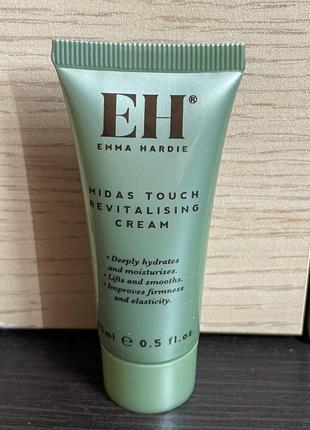 EH®
EMMA HARDIE
MIDAS TOUCH
REVITALISING
CREAM
• Deeply hydrates
and moisturises.
• Lifts and smooths.
• Improves firmness
and elasticity.
5ml ℮ 0.5 fl.oz.